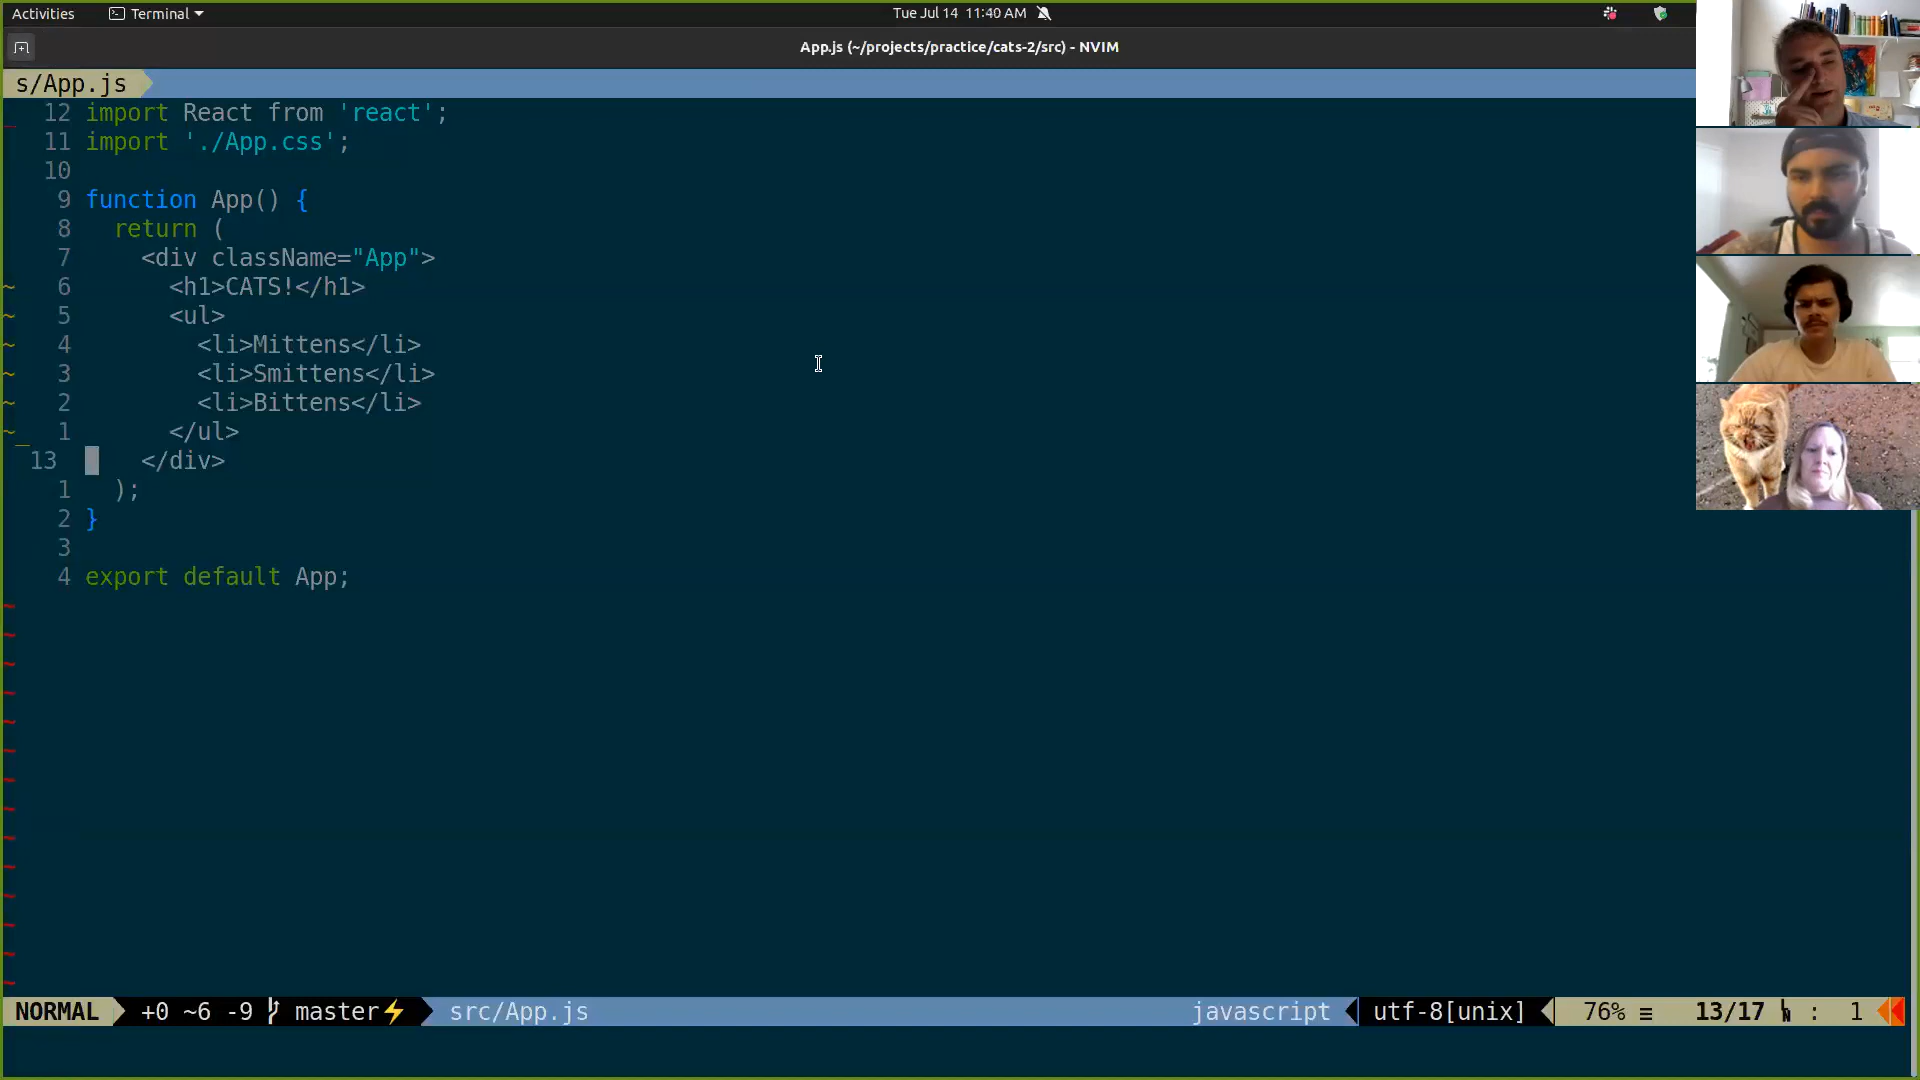 Activities Terminal Tue Jul 14 11:40 AM
App.js (~/projects/practice/cats-2/src) - NVIM
s/App.js
12 import React from 'react';
11 import './App.css';
10
9 function App() {
8 return (
7 <div className="App">
~ 6 <h1>CATS!</h1>
~ 5 <ul>
~ 4 <li>Mittens</li>
~ 3 <li>Smittens</li>
~ 2 <li>Bittens</li>
~_ 1 </ul>
13 </div>
1 );
2 }
3
4 export default App;
~
~
~
~
~
~
~
~
~
~
~
~
~
~
NORMAL +0 ~6 -9 master⚡ src/App.js javascript utf-8[unix] 76% ≡ 13/17 ㏑ : 1